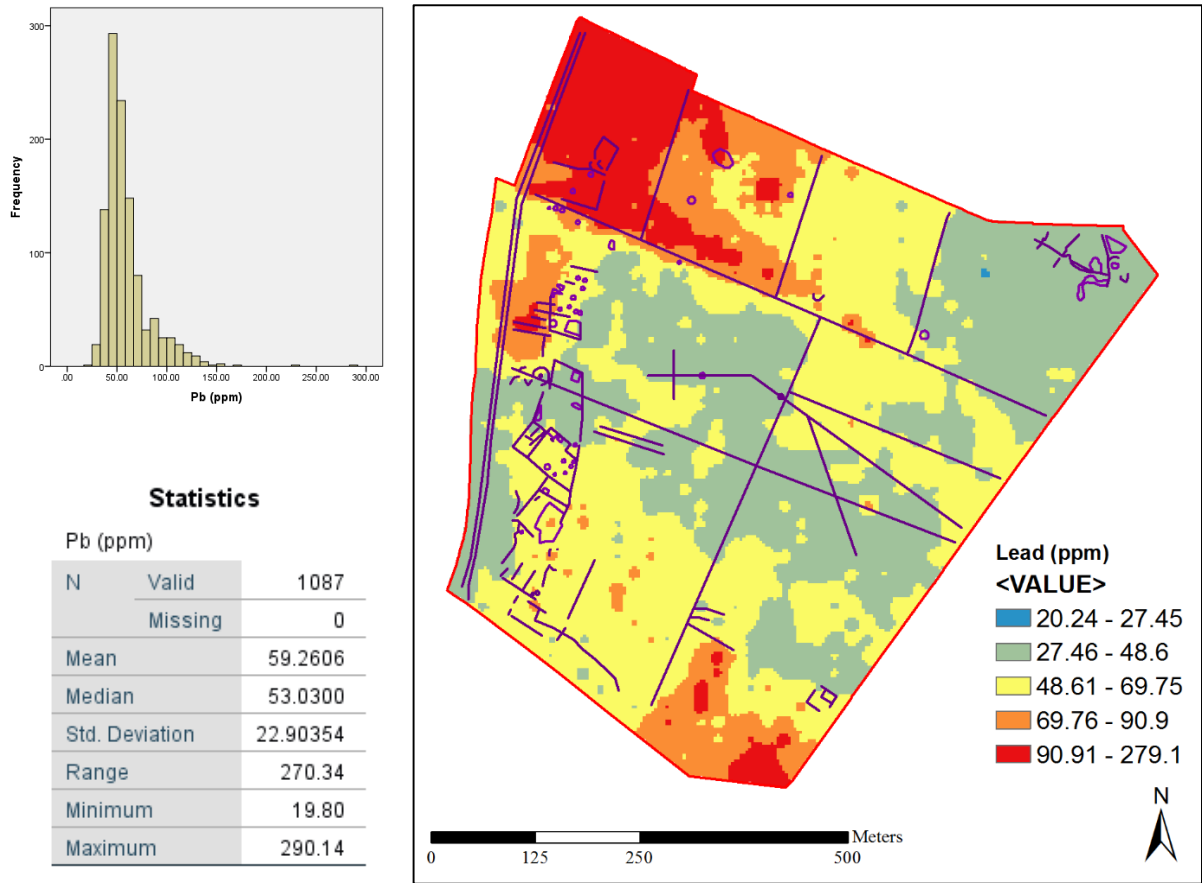 300
200
100
0
Frequency
.00 50.00 100.00 150.00 200.00 250.00 300.00
Pb (ppm)
Statistics
Pb (ppm)
N Valid 1087
Missing 0
Mean 59.2606
Median 53.0300
Std. Deviation 22.90354
Range 270.34
Minimum 19.80
Maximum 290.14
Lead (ppm)
<VALUE>
20.24 - 27.45
27.46 - 48.6
48.61 - 69.75
69.76 - 90.9
90.91 - 279.1
N
Meters
0 125 250 500